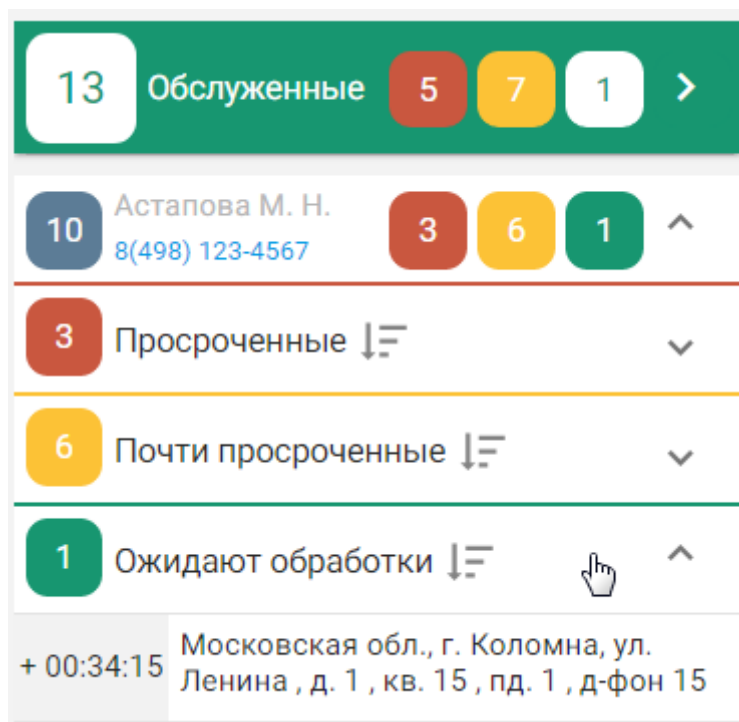 13 Обслуженные 5 7 1
10 Астапова М. Н. 3 6 1
8(498) 123-4567
3 Просроченные
6 Почти просроченные
1 Ожидают обработки
+ 00:34:15 Московская обл., г. Коломна, ул.
Ленина , д. 1 , кв. 15 , пд. 1 , д-фон 15